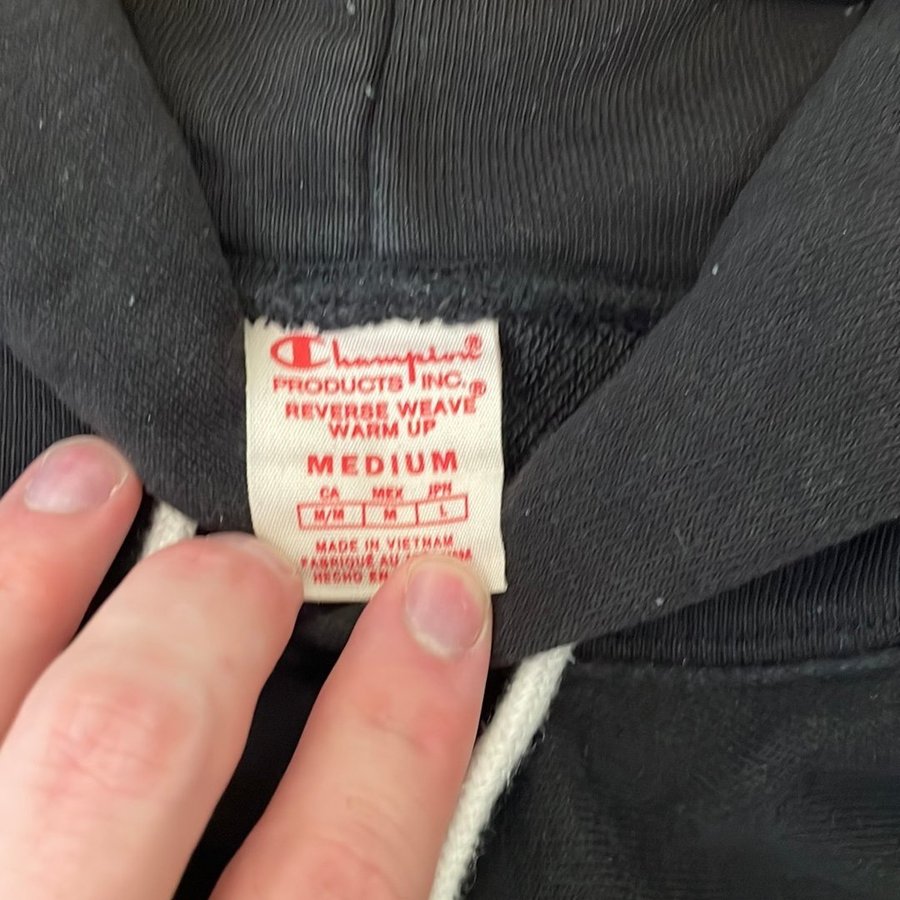 Champion®
PRODUCTS INC.
REVERSE WEAVE®
WARM UP
MEDIUM
CA MEX JPN
M/M M L
MADE IN VIETNAM
FABRIQUÉ AU
HECHO EN